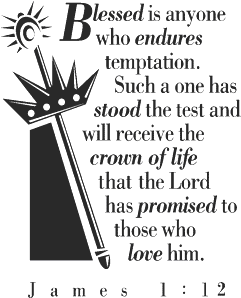 Blessed is anyone
who endures
temptation.
Such a one has
stood the test and
will receive the
crown of life
that the Lord
has promised to
those who
love him.
James 1:12